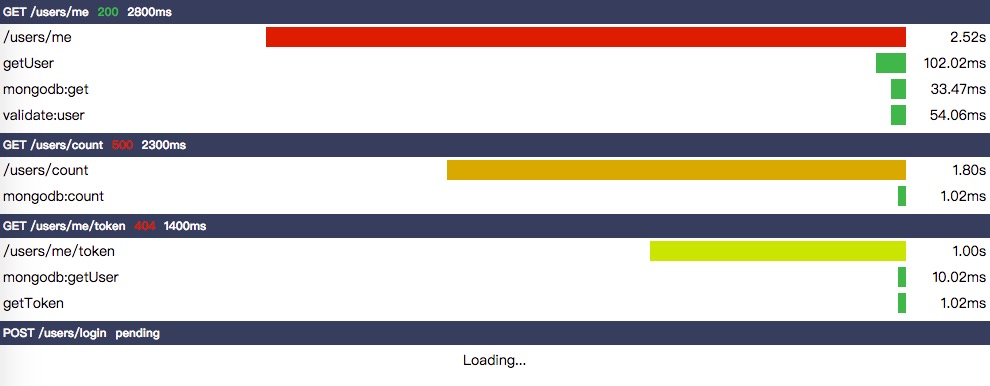 GET /users/me 200 2800ms
/users/me 2.52s
getUser 102.02ms
mongodb:get 33.47ms
validate:user 54.06ms
GET /users/count 500 2300ms
/users/count 1.80s
mongodb:count 1.02ms
GET /users/me/token 404 1400ms
/users/me/token 1.00s
mongodb:getUser 10.02ms
getToken 1.02ms
POST /users/login pending
Loading...